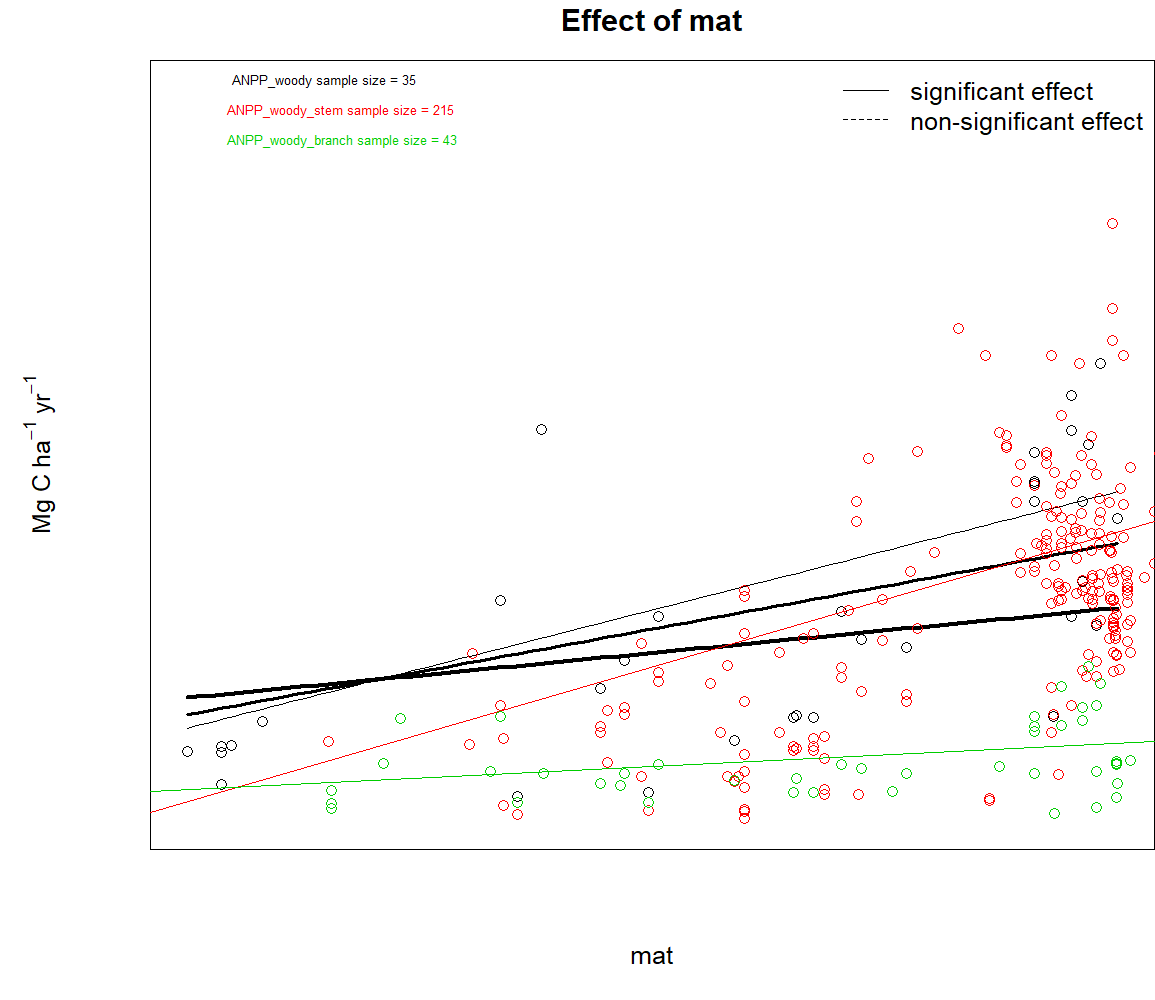 Effect of mat
ANPP_woody sample size = 35
ANPP_woody_stem sample size = 215
ANPP_woody_branch sample size = 43
significant effect
non-significant effect
Mg C ha⁻¹ yr⁻¹
mat